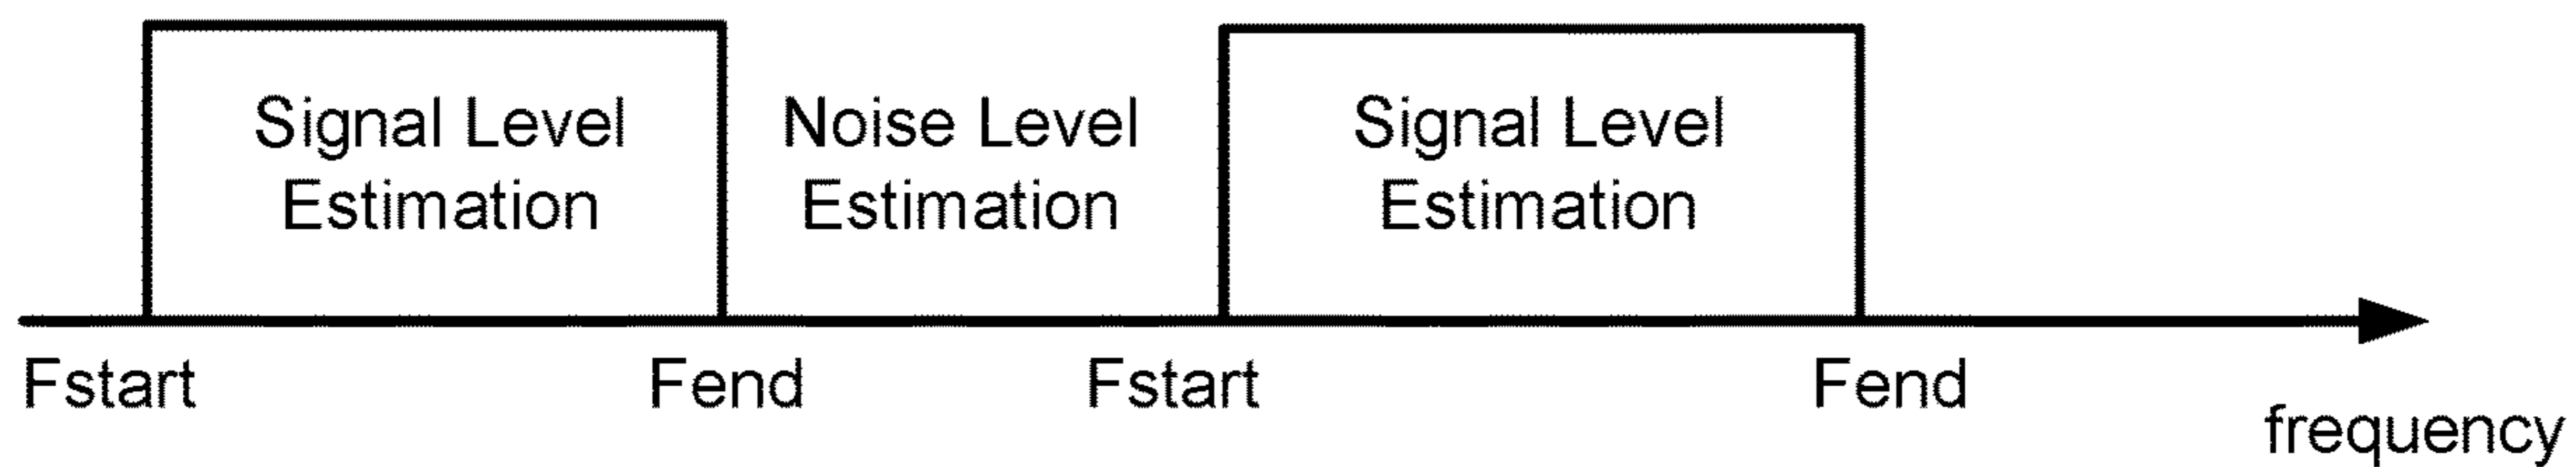 Signal Level
Estimation
Noise Level
Estimation
Signal Level
Estimation
Fstart
Fend
Fstart
Fend
frequency